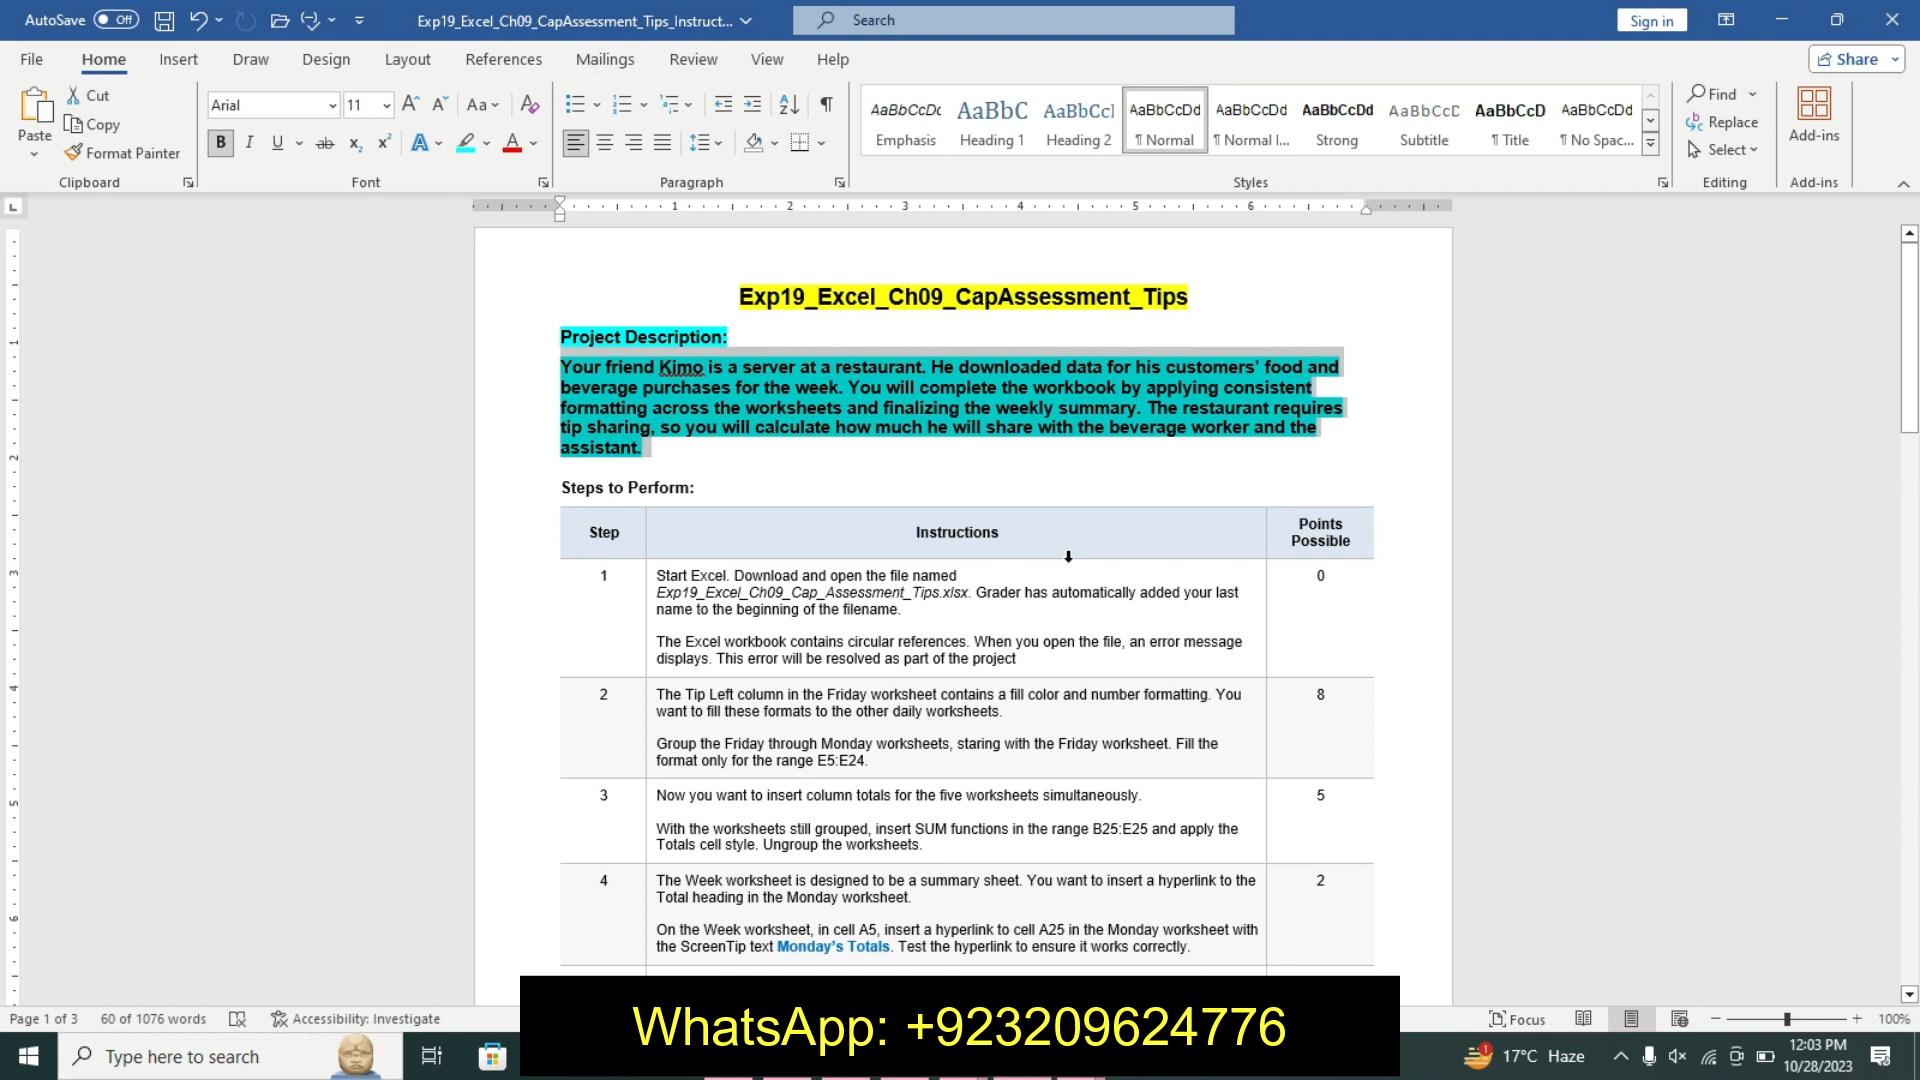 AutoSave Off
Exp19_Excel_Ch09_CapAssessment_Tips_Instruct...
Search
Sign in
File Home Insert Draw Design Layout References Mailings Review View Help
Share
Paste
Cut
Copy
Format Painter
Clipboard
Arial 11
Aa
B I U ab x₂ x² A A
Font
Paragraph
AaBbCcDc AaBbC AaBbCcI AaBbCcDd AaBbCcDd AaBbCcDd AaBbCcD AaBbCcD AaBbCcDd
Emphasis Heading 1 Heading 2 ¶ Normal ¶ Normal I... Strong Subtitle ¶ Title ¶ No Spac...
Styles
Find
Replace
Select
Editing
Add-ins
Add-ins
1 2 3 4 5 6
Exp19_Excel_Ch09_CapAssessment_Tips
Project Description:
Your friend Kimo is a server at a restaurant. He downloaded data for his customers’ food and
beverage purchases for the week. You will complete the workbook by applying consistent
formatting across the worksheets and finalizing the weekly summary. The restaurant requires
tip sharing, so you will calculate how much he will share with the beverage worker and the
assistant.
Steps to Perform:
Step Instructions Points
Possible
1 Start Excel. Download and open the file named 0
Exp19_Excel_Ch09_Cap_Assessment_Tips.xlsx. Grader has automatically added your last
name to the beginning of the filename.
The Excel workbook contains circular references. When you open the file, an error message
displays. This error will be resolved as part of the project
2 The Tip Left column in the Friday worksheet contains a fill color and number formatting. You 8
want to fill these formats to the other daily worksheets.
Group the Friday through Monday worksheets, staring with the Friday worksheet. Fill the
format only for the range E5:E24.
3 Now you want to insert column totals for the five worksheets simultaneously. 5
With the worksheets still grouped, insert SUM functions in the range B25:E25 and apply the
Totals cell style. Ungroup the worksheets.
4 The Week worksheet is designed to be a summary sheet. You want to insert a hyperlink to the 2
Total heading in the Monday worksheet.
On the Week worksheet, in cell A5, insert a hyperlink to cell A25 in the Monday worksheet with
the ScreenTip text Monday’s Totals. Test the hyperlink to ensure it works correctly.
WhatsApp: +923209624776
Page 1 of 3 60 of 1076 words Accessibility: Investigate
Focus 100%
Type here to search
17°C Haze
12:03 PM
10/28/2023